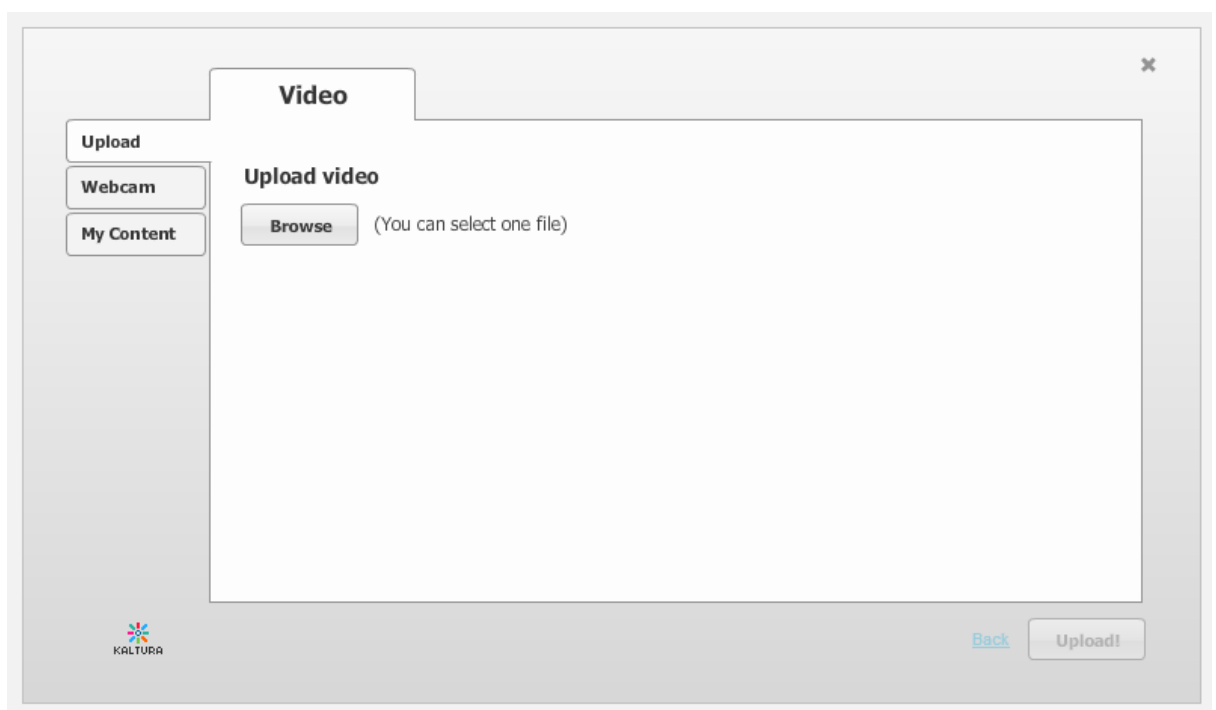 Video
Upload
Webcam
My Content
Upload video
Browse (You can select one file)
KALTURA
Back Upload!